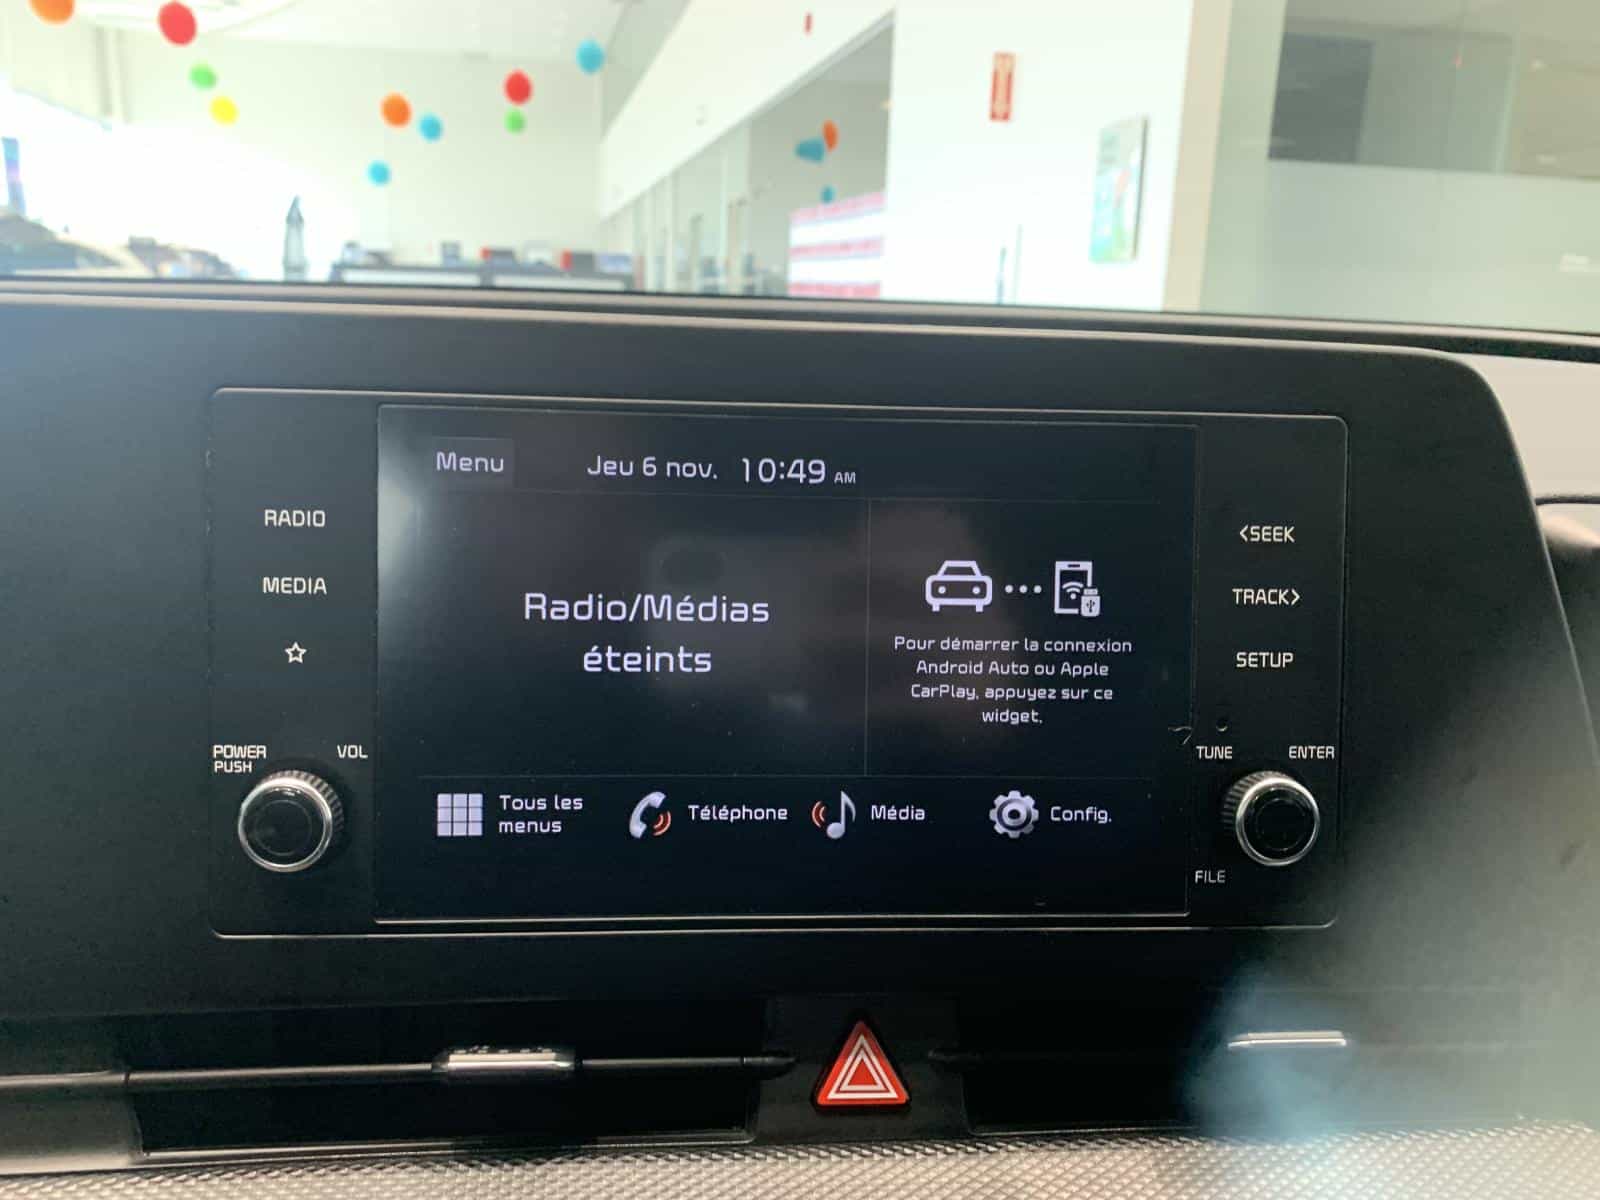 Menu
Jeu 6 nov. 10:49 AM
RADIO
MEDIA
Radio/Médias
éteints
Pour démarrer la connexion
Android Auto ou Apple
CarPlay, appuyez sur ce
widget.
<SEEK
TRACK>
SETUP
POWER
PUSH
VOL
TUNE
ENTER
FILE
Tous les
menus
Téléphone
Média
Config.